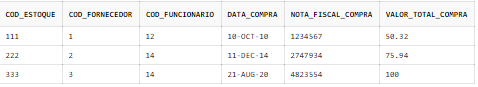 COD_ESTOQUE COD_FORNECEDOR COD_FUNCIONARIO DATA_COMPRA NOTA_FISCAL_COMPRA VALOR_TOTAL_COMPRA
111 1 12 10-OCT-10 1234567 50.32
222 2 14 11-DEC-14 2747934 75.94
333 3 14 21-AUG-20 4823554 100